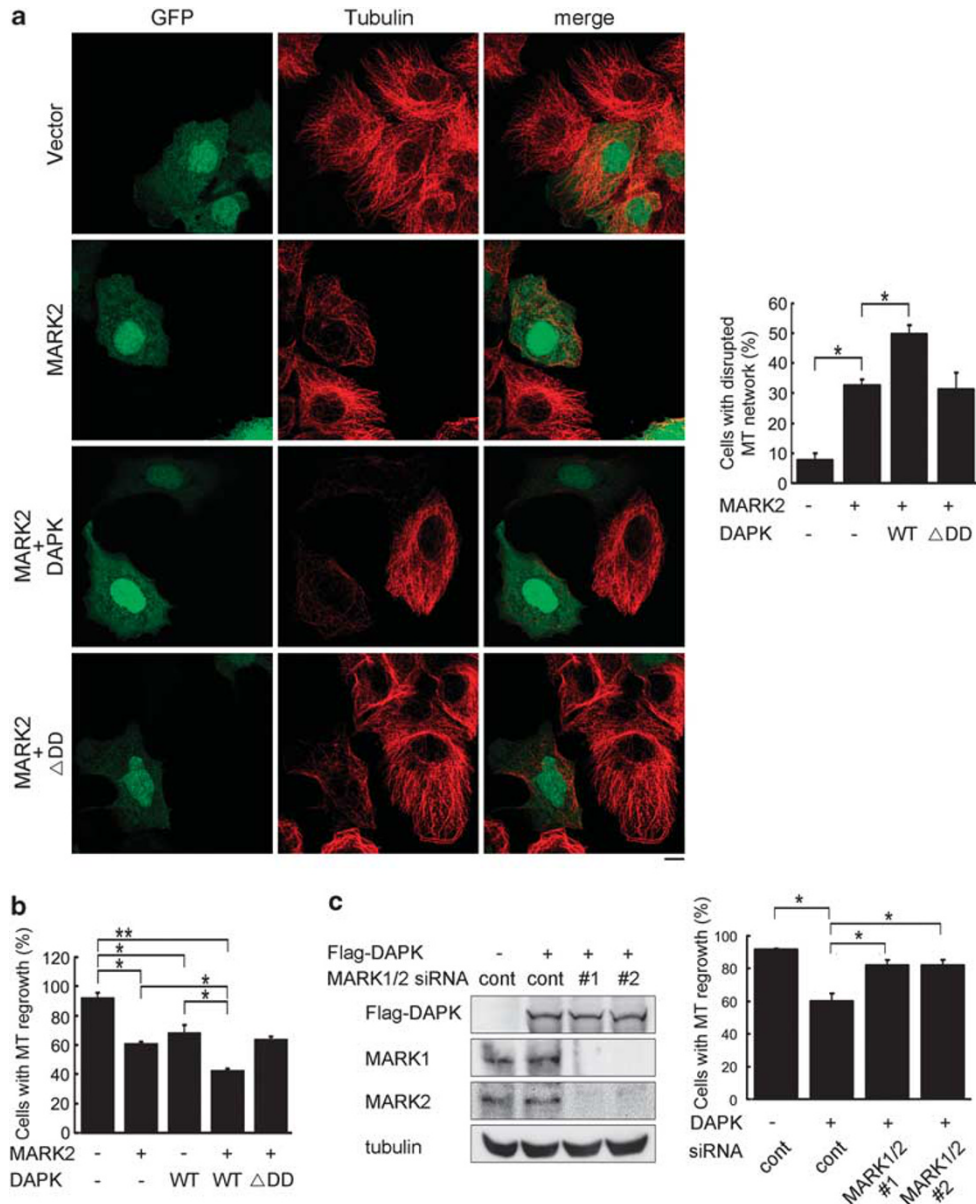 a
GFP Tubulin merge
Vector
MARK2
MARK2 + DAPK
MARK2 + △DD
Cells with disrupted MT network (%)
60
50
40
30
20
10
0
* *
MARK2 - + + +
DAPK - - WT △DD
b
Cells with MT regrowth (%)
120
100
80
60
40
20
0
**
*
* *
*
MARK2 - + - + +
DAPK - - WT WT △DD
c
Flag-DAPK - + + +
MARK1/2 siRNA cont cont #1 #2
Flag-DAPK
MARK1
MARK2
tubulin
Cells with MT regrowth (%)
100
80
60
40
20
0
* *
*
DAPK - + + +
siRNA cont cont MARK1/2 #1 MARK1/2 #2